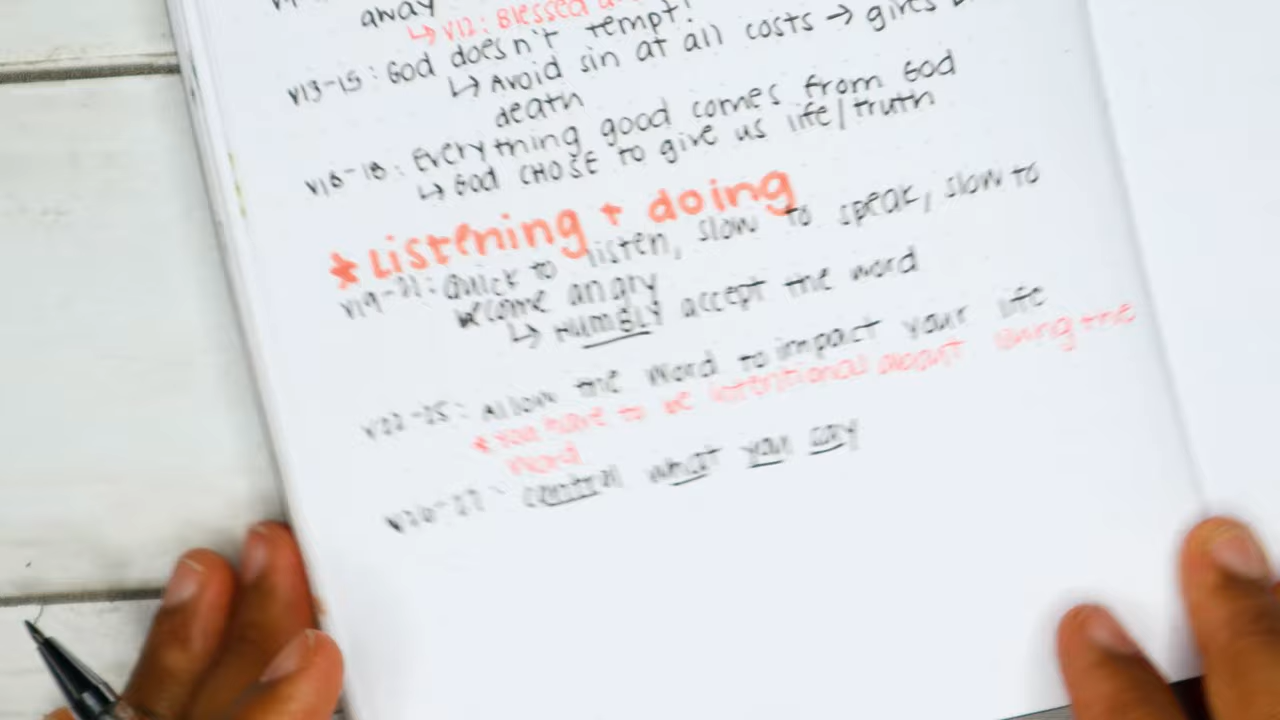 away
↳ v12: Blessed
v13-15: God doesn't tempt!
↳ Avoid sin at all costs → gives
death
v16-18: Everything good comes from God
↳ God CHOSE to give us life/truth
*Listening + doing
v19-21: Quick to listen, slow to speak, slow to
become angry
↳ Humbly accept the word
v22-25: Allow the Word to impact your life
*you have to be intentional about living the
Word
v26-27: control what you say